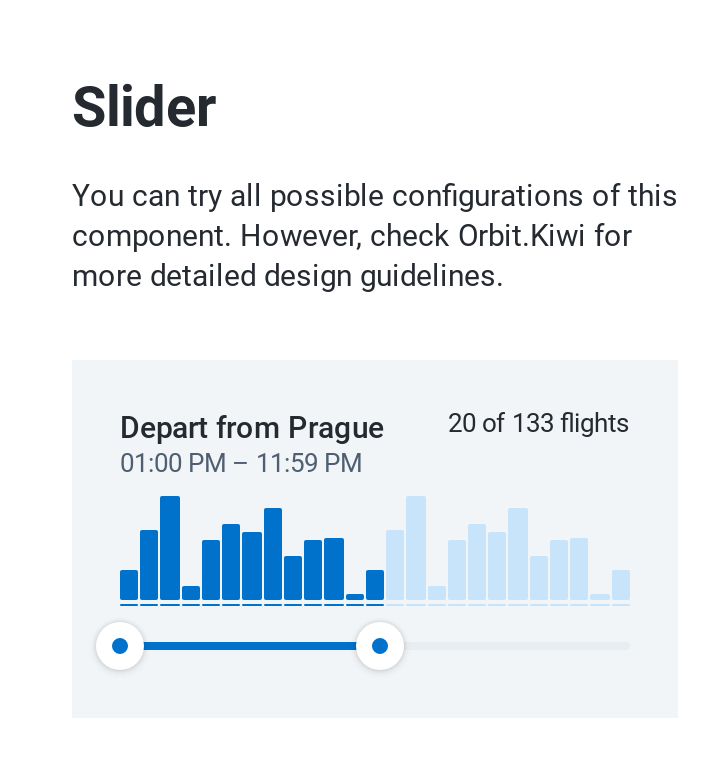 Slider
You can try all possible configurations of this
component. However, check Orbit.Kiwi for
more detailed design guidelines.
Depart from Prague
20 of 133 flights
01:00 PM – 11:59 PM